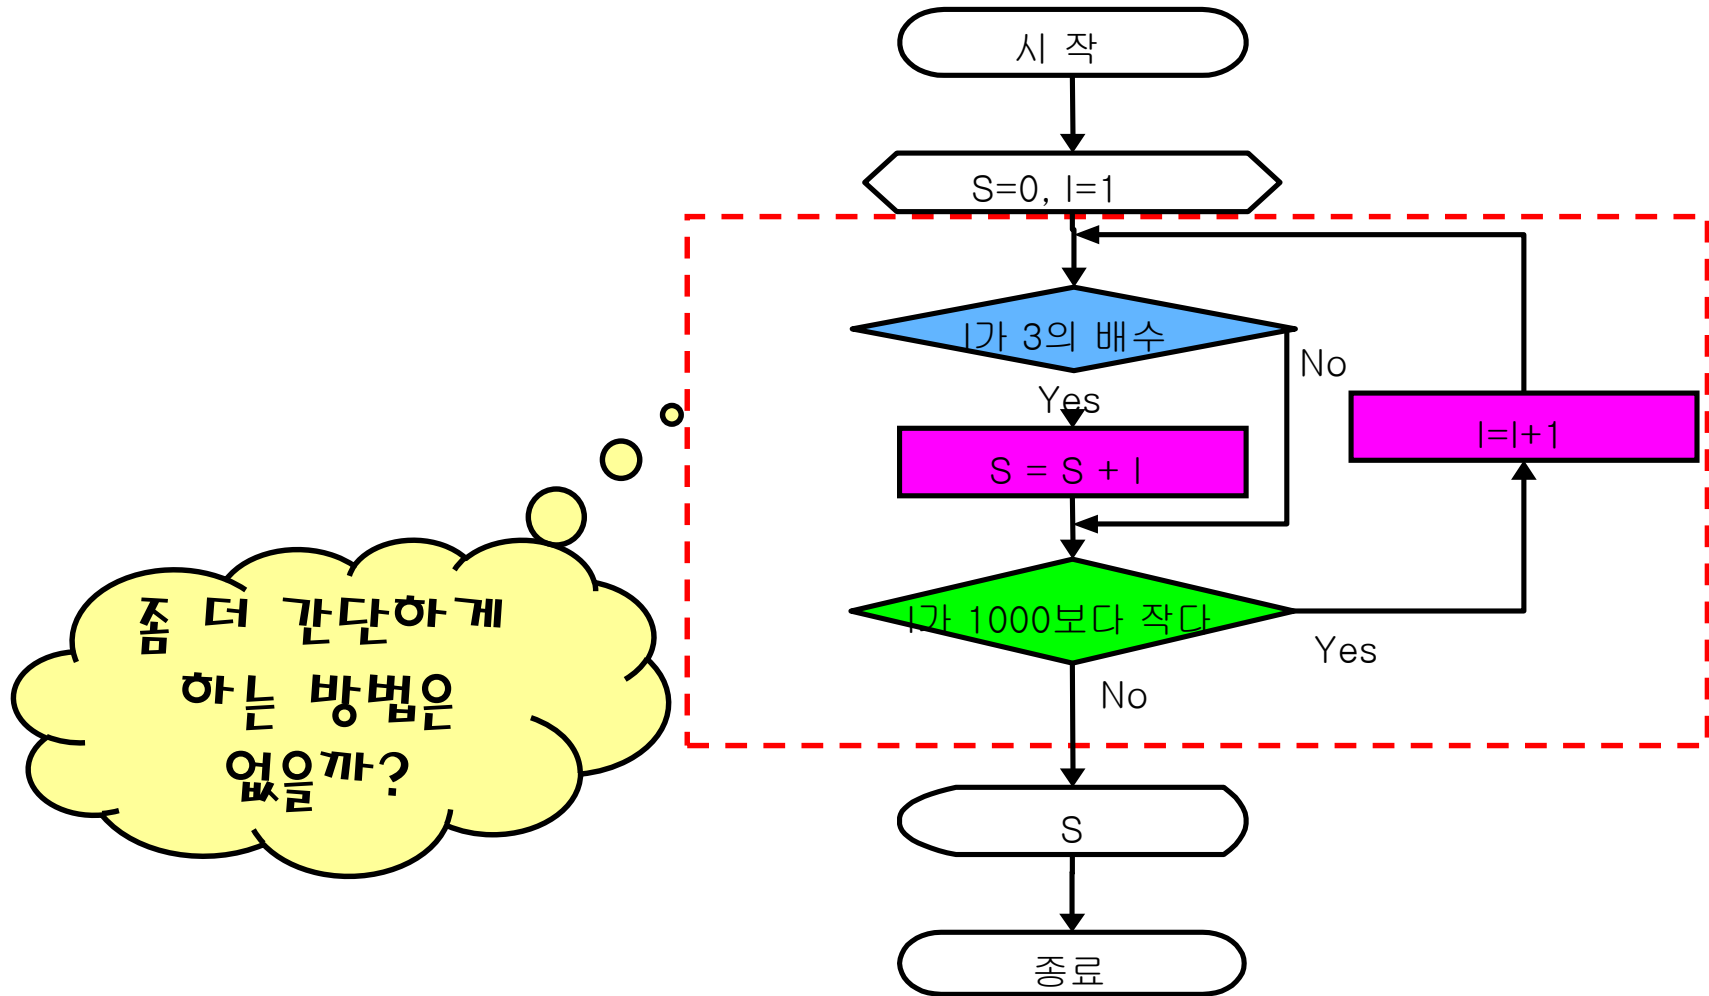 시 작
S=0, I=1
I가 3의 배수
No
Yes
S = S + I
I=I+1
I가 1000보다 작다
Yes
No
S
종료
좀 더 간단하게
하는 방법은
없을까?